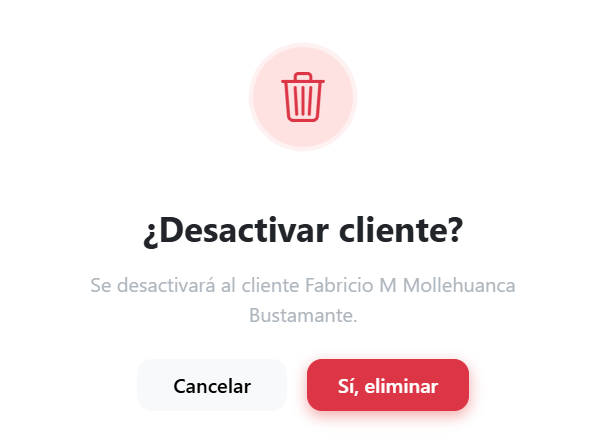 ¿Desactivar cliente?
Se desactivará al cliente Fabricio M Mollehuanca
Bustamante.
Cancelar
Sí, eliminar